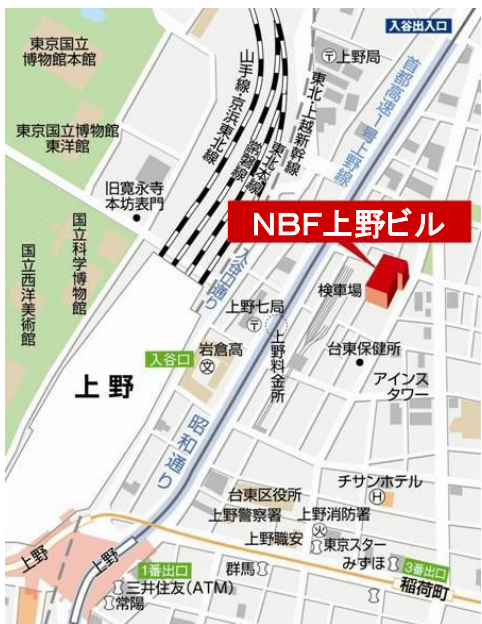 入谷出入口
東京国立
博物館本館
上野局
山手線・京浜東北線
東北・上越新幹線
首都高速1号上野線
東北本線
常磐線
東京国立博物館
東洋館
旧寛永寺
本坊表門
NBF上野ビル
国立科学博物館
国立西洋美術館
入谷口通り
検車場
上野七局
上野料金所
台東保健所
岩倉高
文
入谷口
アインス
タワー
上野
昭和通り
チサンホテル
H
台東区役所
上野警察署
上野消防署
火
上野職安
東京スター
みずほ
上野
上野
1番出口
群馬
3番出口
稲荷町
三井住友(ATM)
常陽